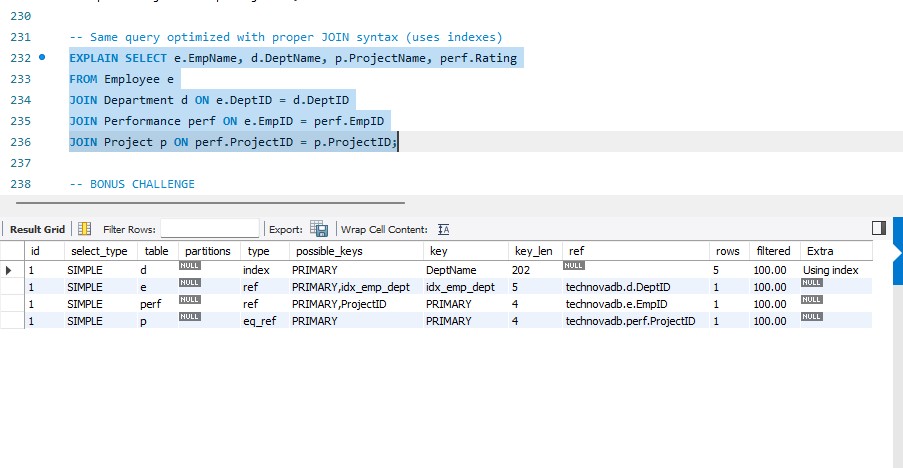 230
231 -- Same query optimized with proper JOIN syntax (uses indexes)
232 EXPLAIN SELECT e.EmpName, d.DeptName, p.ProjectName, perf.Rating
233 FROM Employee e
234 JOIN Department d ON e.DeptID = d.DeptID
235 JOIN Performance perf ON e.EmpID = perf.EmpID
236 JOIN Project p ON perf.ProjectID = p.ProjectID;
237
238 -- BONUS CHALLENGE
Result Grid Filter Rows: Export: Wrap Cell Content:
id select_type table partitions type possible_keys key key_len ref rows filtered Extra
1 SIMPLE d NULL index PRIMARY DeptName 202 NULL 5 100.00 Using index
1 SIMPLE e NULL ref PRIMARY,idx_emp_dept idx_emp_dept 5 technovadb.d.DeptID 1 100.00 NULL
1 SIMPLE perf NULL ref PRIMARY,ProjectID PRIMARY 4 technovadb.e.EmpID 1 100.00 NULL
1 SIMPLE p NULL eq_ref PRIMARY PRIMARY 4 technovadb.perf.ProjectID 1 100.00 NULL